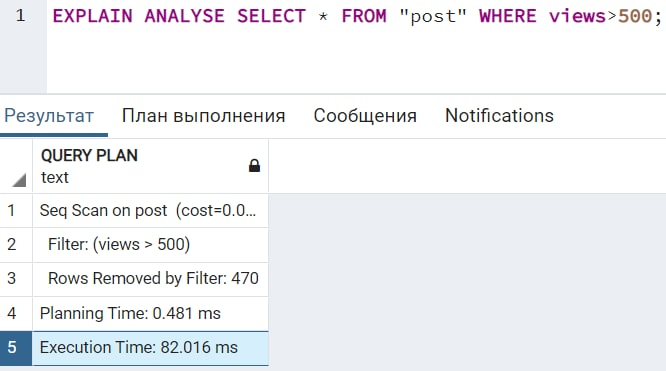 1 EXPLAIN ANALYSE SELECT * FROM "post" WHERE views>500;
Результат План выполнения Сообщения Notifications
QUERY PLAN
text
1 Seq Scan on post (cost=0.0...
2 Filter: (views > 500)
3 Rows Removed by Filter: 470
4 Planning Time: 0.481 ms
5 Execution Time: 82.016 ms